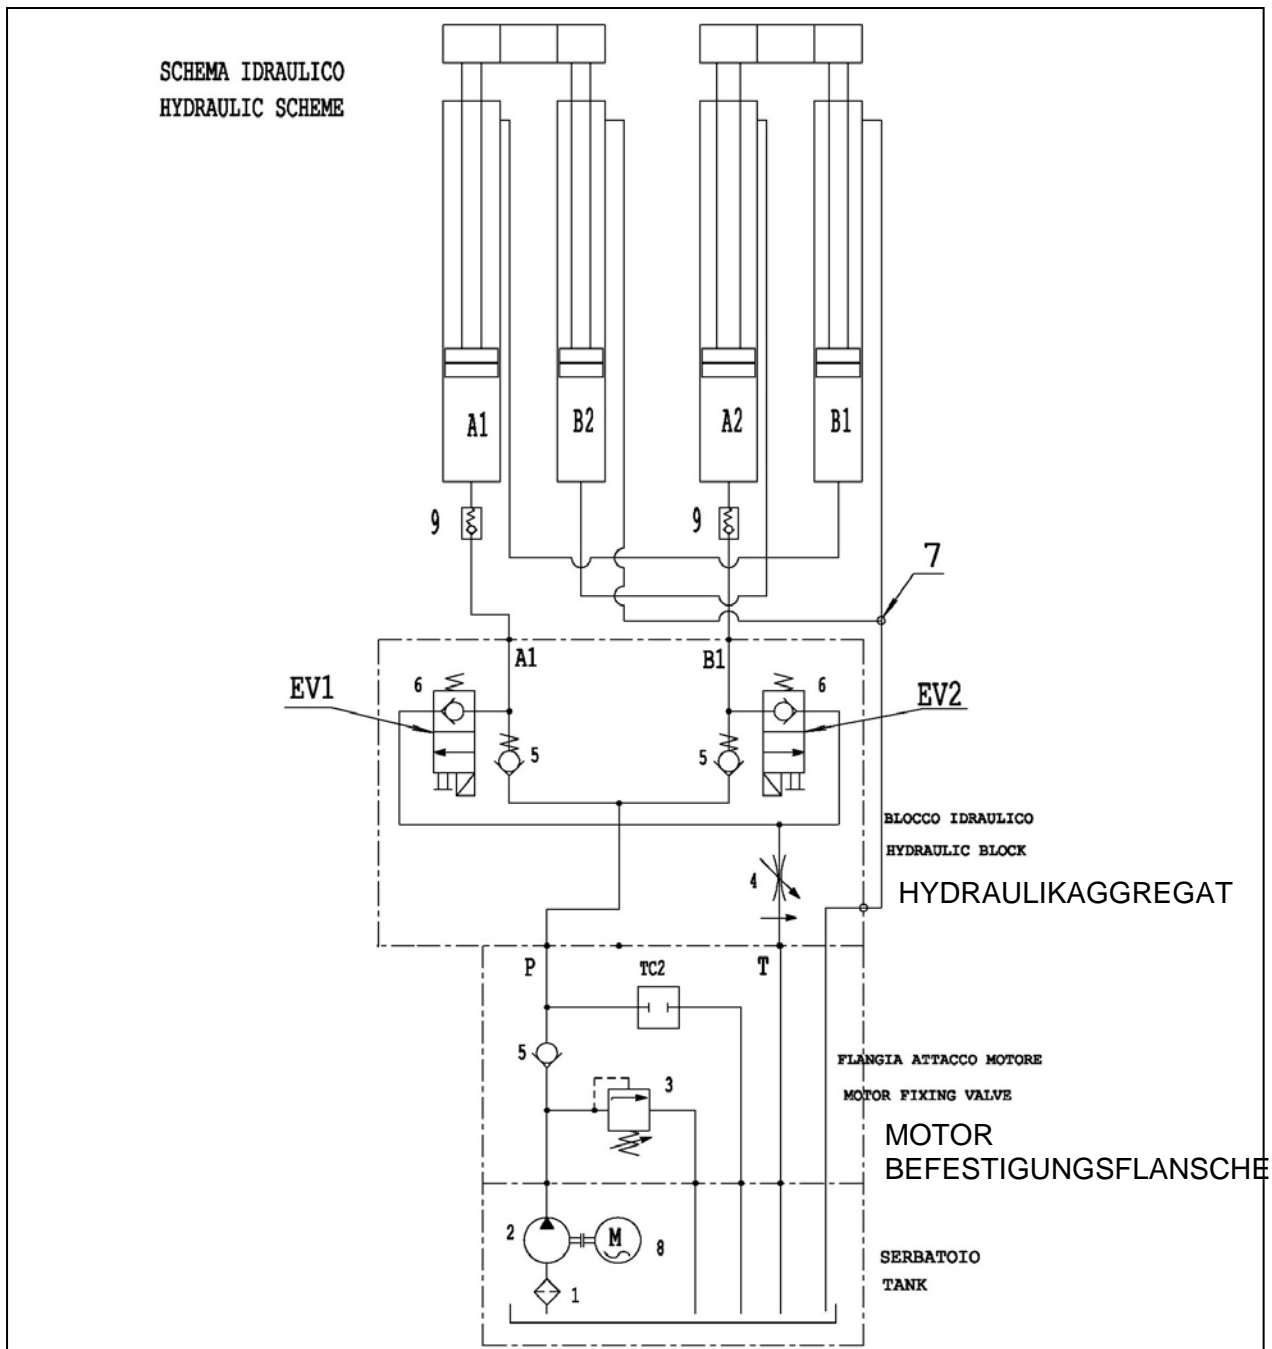 SCHEMA IDRAULICO
HYDRAULIC SCHEME
A1
B2
A2
B1
9
9
7
A1
B1
EV1
6
6
EV2
5
5
BLOCCO IDRAULICO
HYDRAULIC BLOCK
4
HYDRAULIKAGGREGAT
P
TC2
T
5
FLANGIA ATTACCO MOTORE
3
MOTOR FIXING VALVE
MOTOR
BEFESTIGUNGSFLANSCHE
2
M
8
SERBATOIO
TANK
1